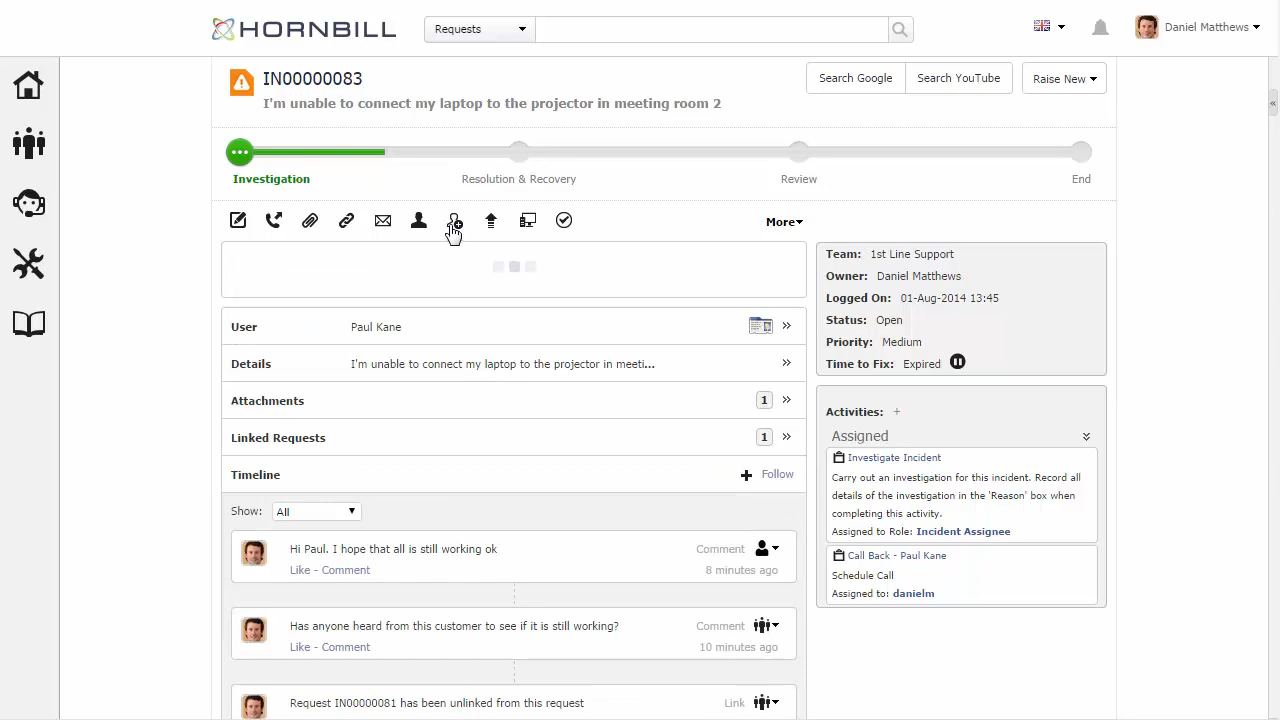 HORNBILL
Requests
Daniel Matthews
IN00000083
I'm unable to connect my laptop to the projector in meeting room 2
Search Google
Search YouTube
Raise New
Investigation
Resolution & Recovery
Review
End
More
User
Paul Kane
»
Details
I'm unable to connect my laptop to the projector in meeti...
»
Attachments
1
»
Linked Requests
1
»
Timeline
+ Follow
Show:
All
Hi Paul. I hope that all is still working ok
Comment
Like - Comment
8 minutes ago
Has anyone heard from this customer to see if it is still working?
Comment
Like - Comment
10 minutes ago
Request IN00000081 has been unlinked from this request
Link
Team: 1st Line Support
Owner: Daniel Matthews
Logged On: 01-Aug-2014 13:45
Status: Open
Priority: Medium
Time to Fix: Expired
Activities: +
Assigned
Investigate Incident
Carry out an investigation for this incident. Record all
details of the investigation in the 'Reason' box when
completing this activity.
Assigned to Role: Incident Assignee
Call Back - Paul Kane
Schedule Call
Assigned to: danielm
«